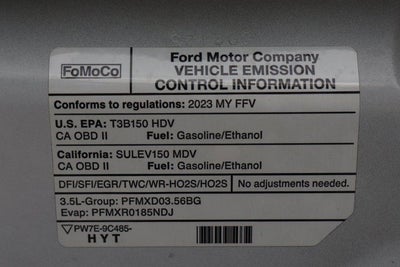 FoMoCo
Ford Motor Company
VEHICLE EMISSION
CONTROL INFORMATION
Conforms to regulations: 2023 MY FFV
U.S. EPA: T3B150 HDV
CA OBD II Fuel: Gasoline/Ethanol
California: SULEV150 MDV
CA OBD II Fuel: Gasoline/Ethanol
DFI/SFI/EGR/TWC/WR-HO2S/HO2S No adjustments needed.
3.5L-Group: PFMXD03.56BG
Evap: PFMXR0185NDJ
PW7E-9C485-
HYT